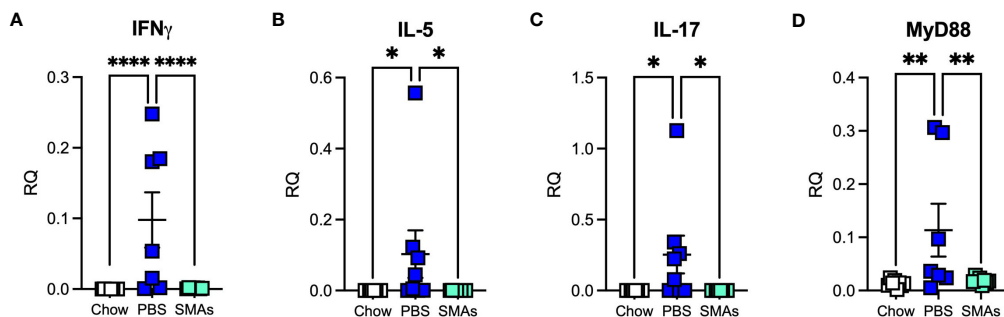 A
IFNγ
**** ****
RQ
0.3
0.2
0.1
0.0
Chow PBS SMAs
B
IL-5
* *
RQ
0.6
0.4
0.2
0.0
Chow PBS SMAs
C
IL-17
* *
RQ
1.5
1.0
0.5
0.0
Chow PBS SMAs
D
MyD88
** **
RQ
0.4
0.3
0.2
0.1
0.0
Chow PBS SMAs